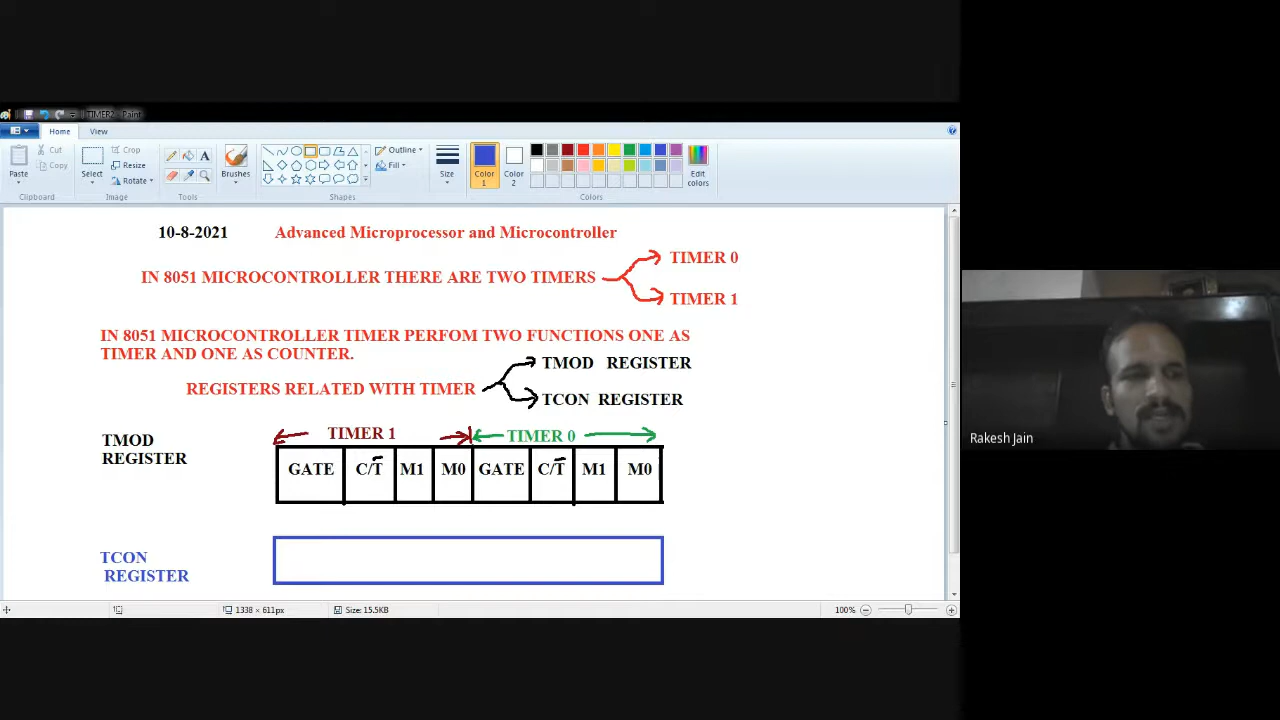 TIMER2 - Paint
Home View
Paste
Cut
Copy
Clipboard
Select
Crop
Resize
Rotate
Image
A
Tools
Brushes
Shapes
Outline
Fill
Size
Color 1
Color 2
Edit colors
Colors
10-8-2021 Advanced Microprocessor and Microcontroller
IN 8051 MICROCONTROLLER THERE ARE TWO TIMERS
TIMER 0
TIMER 1
IN 8051 MICROCONTROLLER TIMER PERFOM TWO FUNCTIONS ONE AS
TIMER AND ONE AS COUNTER.
REGISTERS RELATED WITH TIMER
TMOD REGISTER
TCON REGISTER
TMOD
REGISTER
TIMER 1 TIMER 0
GATE C/T̅ M1 M0 GATE C/T̅ M1 M0
TCON
REGISTER
1338 × 611px
Size: 15.5KB
100%
Rakesh Jain